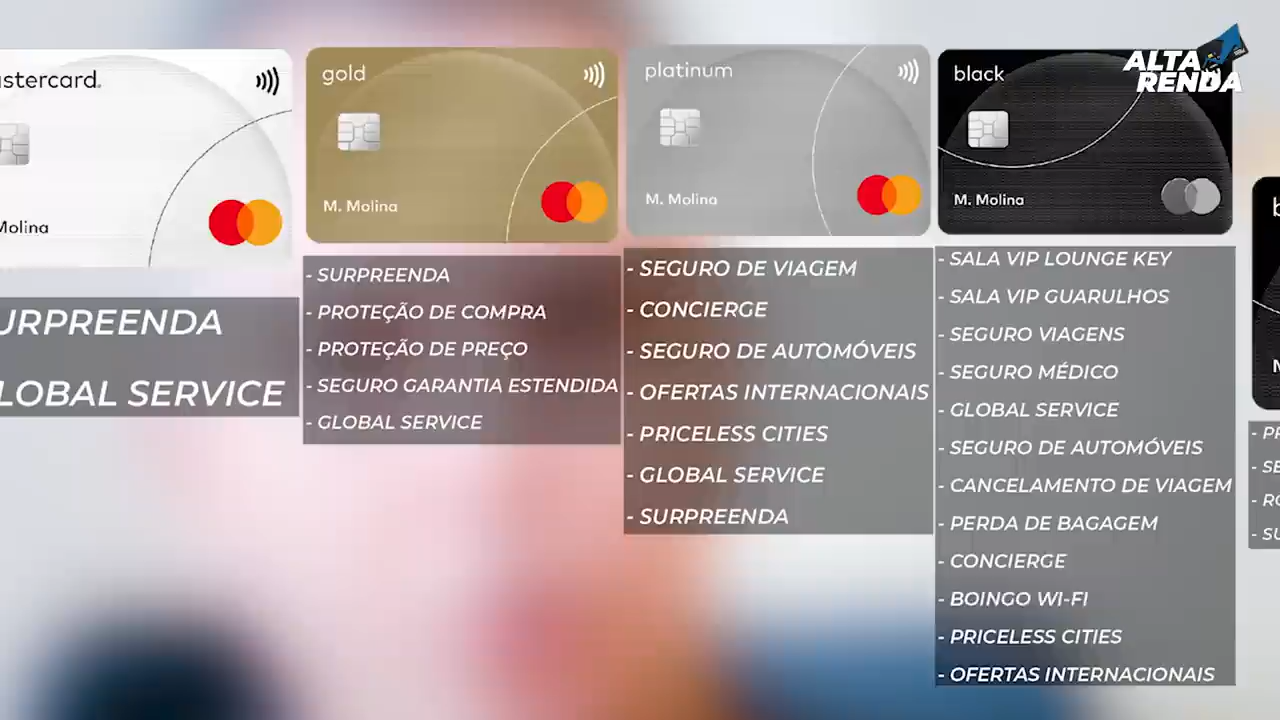 stercard.
Molina
URPREENDA
LOBAL SERVICE
gold
M. Molina
- SURPREENDA
- PROTEÇÃO DE COMPRA
- PROTEÇÃO DE PREÇO
- SEGURO GARANTIA ESTENDIDA
- GLOBAL SERVICE
platinum
M. Molina
- SEGURO DE VIAGEM
- CONCIERGE
- SEGURO DE AUTOMÓVEIS
- OFERTAS INTERNACIONAIS
- PRICELESS CITIES
- GLOBAL SERVICE
- SURPREENDA
black
M. Molina
- SALA VIP LOUNGE KEY
- SALA VIP GUARULHOS
- SEGURO VIAGENS
- SEGURO MÉDICO
- GLOBAL SERVICE
- SEGURO DE AUTOMÓVEIS
- CANCELAMENTO DE VIAGEM
- PERDA DE BAGAGEM
- CONCIERGE
- BOINGO WI-FI
- PRICELESS CITIES
- OFERTAS INTERNACIONAIS
ALTA
RENDA